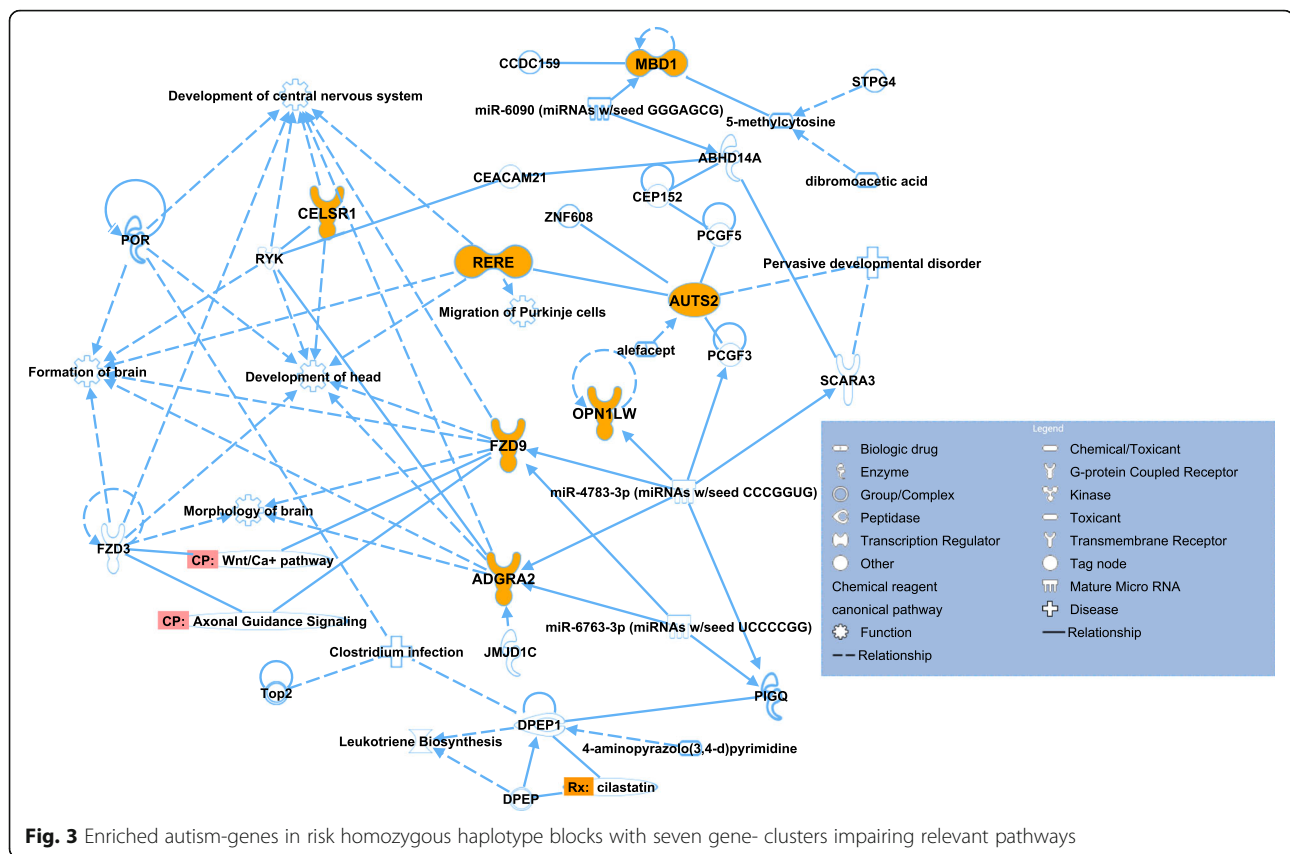 CCDC159
MBD1
STPG4
Development of central nervous system
miR-6090 (miRNAs w/seed GGGAGCG)
5-methylcytosine
ABHD14A
CEACAM21
dibromoacetic acid
CEP152
CELSR1
ZNF608
POR
PCGF5
RYK
RERE
Pervasive developmental disorder
AUTS2
Migration of Purkinje cells
alefacept
PCGF3
Formation of brain
Development of head
SCARA3
OPN1LW
FZD9
miR-4783-3p (miRNAs w/seed CCCGGUG)
Morphology of brain
FZD3
CP: Wnt/Ca+ pathway
ADGRA2
CP: Axonal Guidance Signaling
miR-6763-3p (miRNAs w/seed UCCCCGG)
Clostridium infection
JMJD1C
Top2
PIGQ
DPEP1
Leukotriene Biosynthesis
4-aminopyrazolo(3,4-d)pyrimidine
Rx: cilastatin
DPEP
Legend
Biologic drug
Enzyme
Group/Complex
Peptidase
Transcription Regulator
Other
Chemical reagent
canonical pathway
Function
Relationship
Chemical/Toxicant
G-protein Coupled Receptor
Kinase
Toxicant
Transmembrane Receptor
Tag node
Mature Micro RNA
Disease
Relationship
Fig. 3 Enriched autism-genes in risk homozygous haplotype blocks with seven gene- clusters impairing relevant pathways